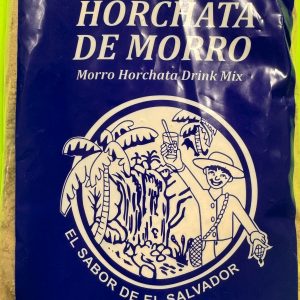 HORCHATA
DE MORRO
Morro Horchata Drink Mix
EL SABOR DE EL SALVADOR